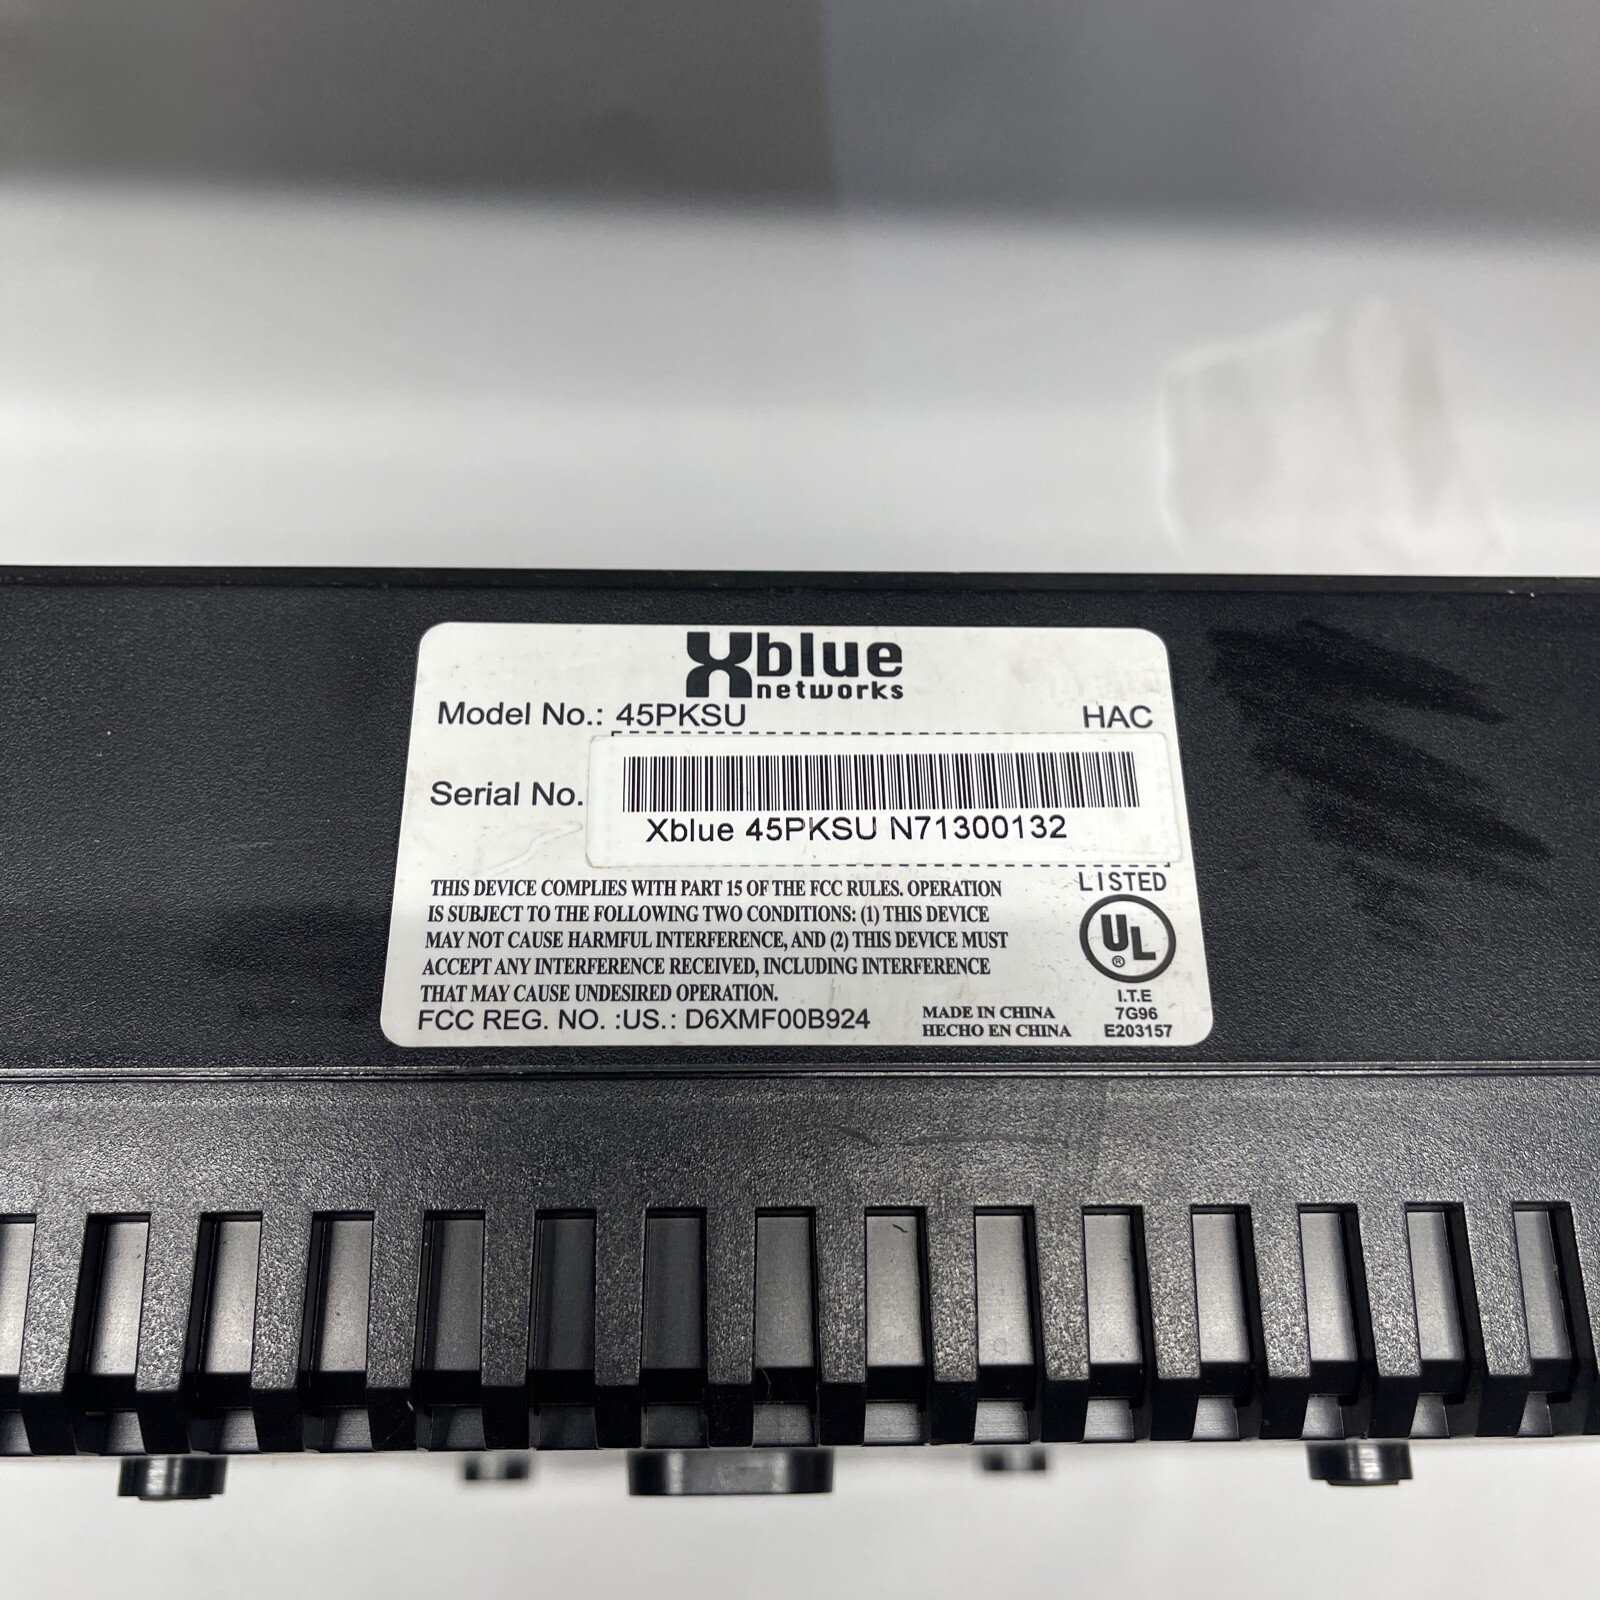 Xblue
networks
Model No.: 45PKSU HAC
Serial No.
Xblue 45PKSU N71300132
THIS DEVICE COMPLIES WITH PART 15 OF THE FCC RULES. OPERATION
IS SUBJECT TO THE FOLLOWING TWO CONDITIONS: (1) THIS DEVICE
MAY NOT CAUSE HARMFUL INTERFERENCE, AND (2) THIS DEVICE MUST
ACCEPT ANY INTERFERENCE RECEIVED, INCLUDING INTERFERENCE
THAT MAY CAUSE UNDESIRED OPERATION.
FCC REG. NO. :US.: D6XMF00B924
MADE IN CHINA
HECHO EN CHINA
LISTED
UL
®
I.T.E
7G96
E203157